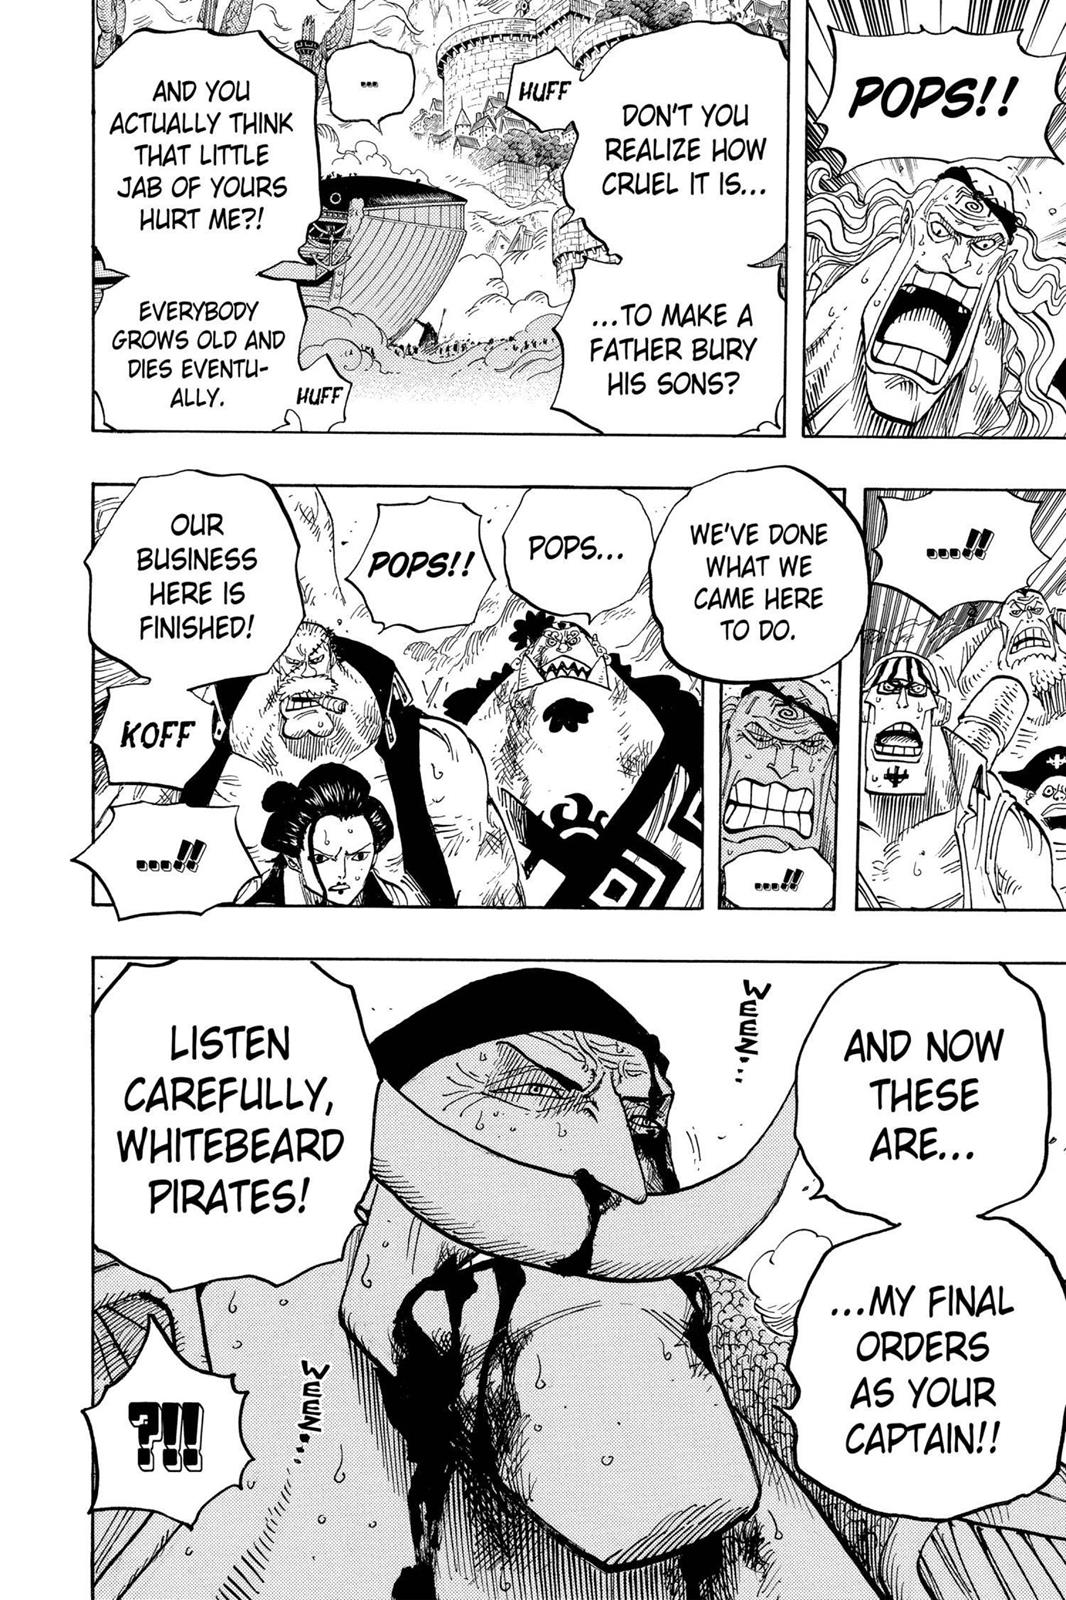 POPS!!
HUFF
DON'T YOU
REALIZE HOW
CRUEL IT IS...
...TO MAKE A
FATHER BURY
HIS SONS?
...
AND YOU
ACTUALLY THINK
THAT LITTLE
JAB OF YOURS
HURT ME?!
EVERYBODY
GROWS OLD AND
DIES EVENTU-
ALLY.
HUFF
....!!
WE'VE DONE
WHAT WE
CAME HERE
TO DO.
...!!
POPS...
POPS!!
OUR
BUSINESS
HERE IS
FINISHED!
KOFF
....!!
AND NOW
THESE
ARE...
...MY FINAL
ORDERS
AS YOUR
CAPTAIN!!
WEEZ...
LISTEN
CAREFULLY,
WHITEBEARD
PIRATES!
WEEZ...
?!!